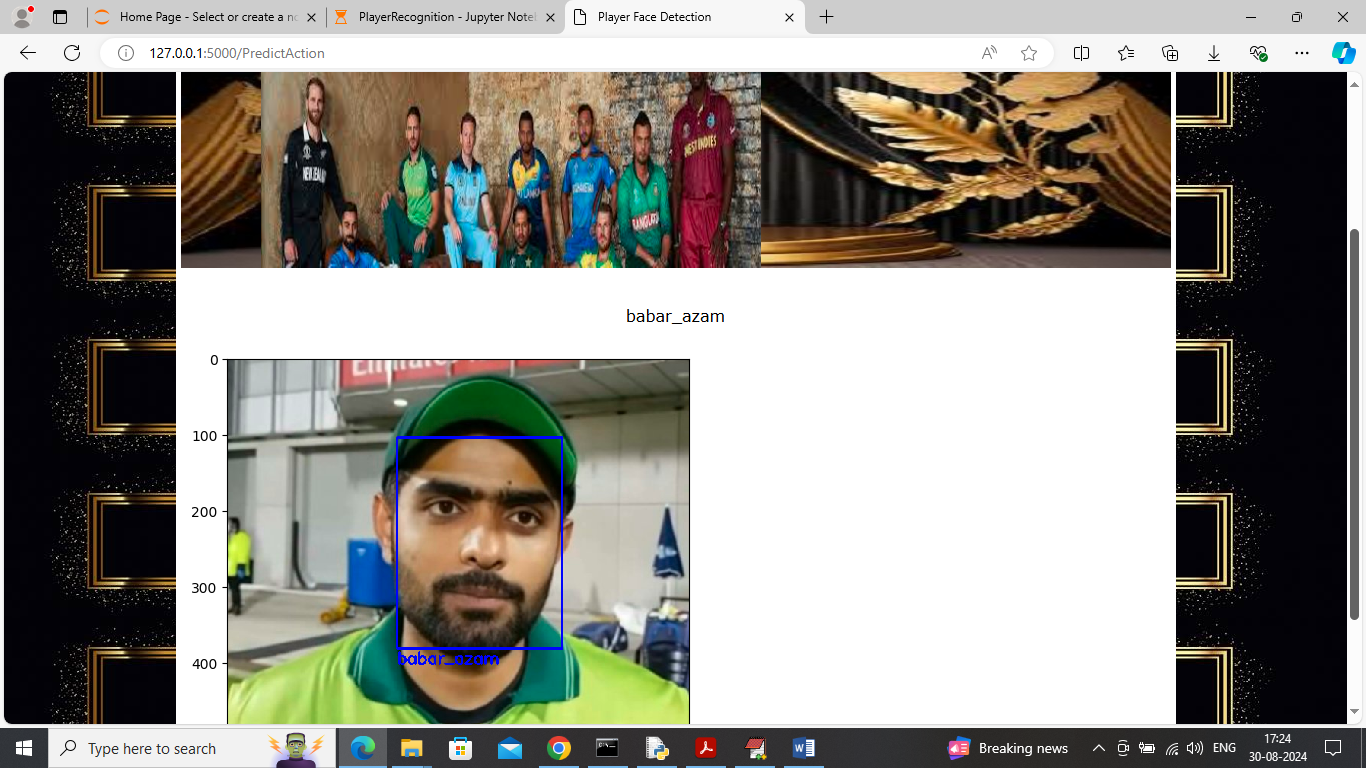 Home Page - Select or create a no
PlayerRecognition - Jupyter Note
Player Face Detection
127.0.0.1:5000/PredictAction
NEW
WEST INDIES
babar_azam
0
100
200
300
400
babar_azam
Type here to search
Breaking news
ENG
17:24
30-08-2024